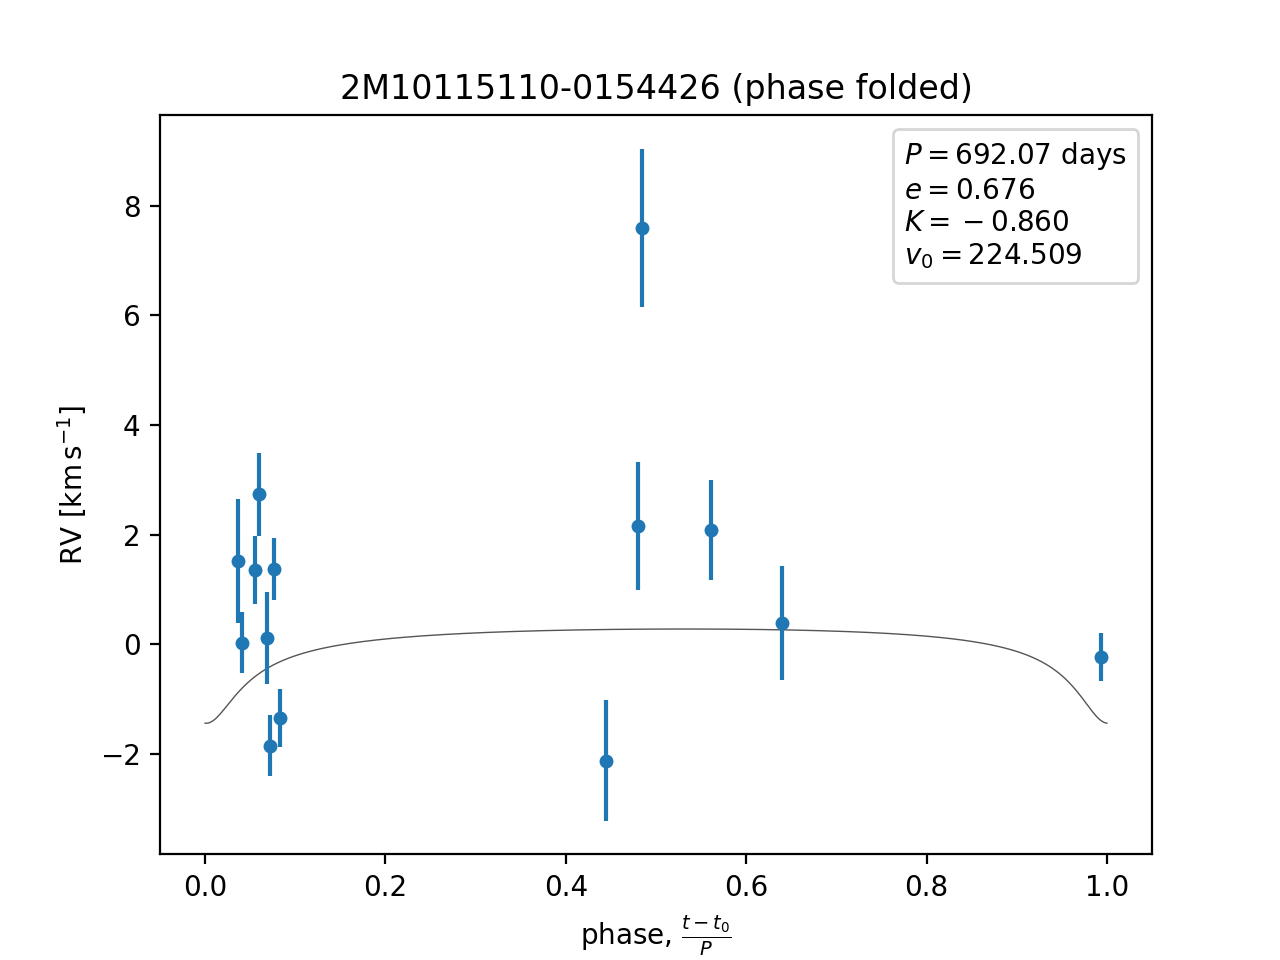 2M10115110-0154426 (phase folded)
P = 692.07 days
e = 0.676
K = −0.860
v₀ = 224.509
8
6
4
2
0
−2
RV [km s⁻¹]
0.0 0.2 0.4 0.6 0.8 1.0
phase, (t − t₀)/P